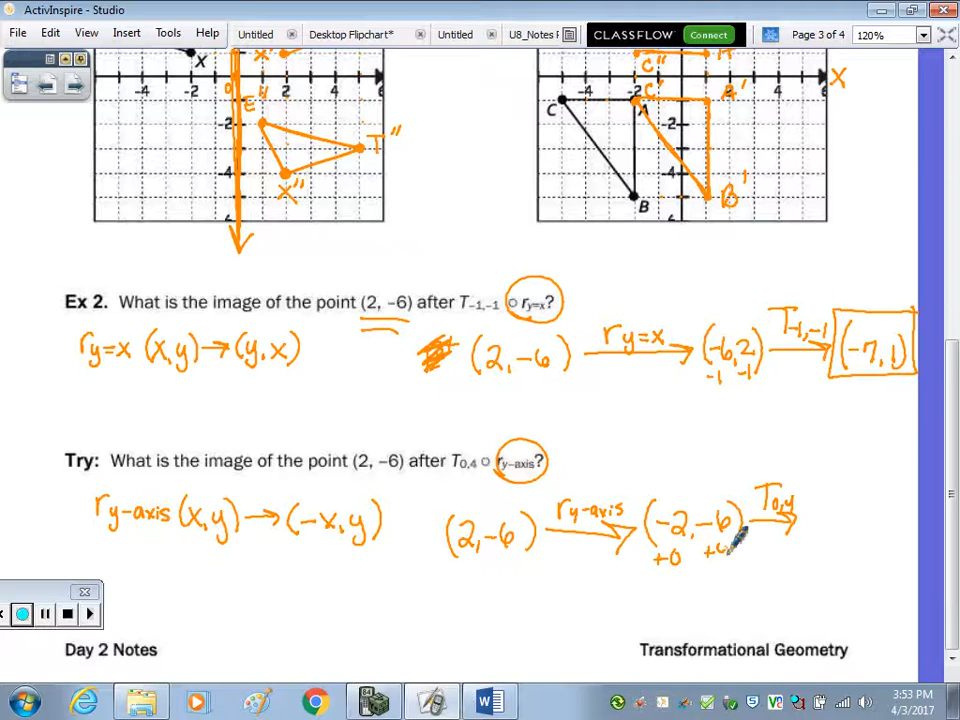 ActivInspire - Studio
File Edit View Insert Tools Help Untitled Desktop Flipchart* Untitled U8_Notes F CLASSFLOW Connect Page 3 of 4 120%
X X' C" X
-4 -2 0 2 6 -4 -2 6
E" C' A'
C A
-2 T" -2
-4 -4
X" B B'
Ex 2. What is the image of the point (2, –6) after T–1,–1 ○ ry=x?
ry=x (x,y)→(y,x) (2,-6) ry=x → (-6,2) T-1,-1 → (-7,1)
-1 -1
Try: What is the image of the point (2, –6) after T0,4 ○ ry–axis?
ry-axis (x,y) → (-x,y) (2,-6) ry-axis → (-2,-6) T0,4 →
+0
Day 2 Notes Transformational Geometry
3:53 PM
4/3/2017